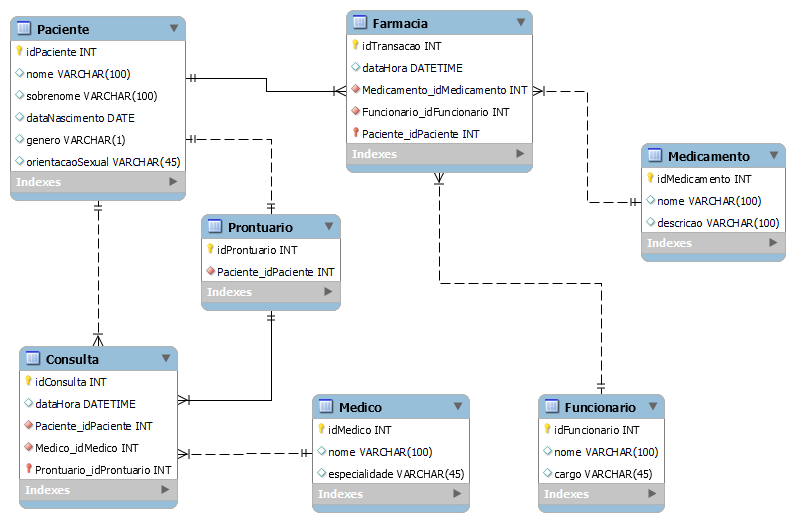 Paciente
idPaciente INT
nome VARCHAR(100)
sobrenome VARCHAR(100)
dataNascimento DATE
genero VARCHAR(1)
orientacaoSexual VARCHAR(45)
Indexes
Farmacia
idTransacao INT
dataHora DATETIME
Medicamento_idMedicamento INT
Funcionario_idFuncionario INT
Paciente_idPaciente INT
Indexes
Medicamento
idMedicamento INT
nome VARCHAR(100)
descricao VARCHAR(100)
Indexes
Prontuario
idProntuario INT
Paciente_idPaciente INT
Indexes
Consulta
idConsulta INT
dataHora DATETIME
Paciente_idPaciente INT
Medico_idMedico INT
Prontuario_idProntuario INT
Indexes
Medico
idMedico INT
nome VARCHAR(100)
especialidade VARCHAR(45)
Indexes
Funcionario
idFuncionario INT
nome VARCHAR(100)
cargo VARCHAR(45)
Indexes